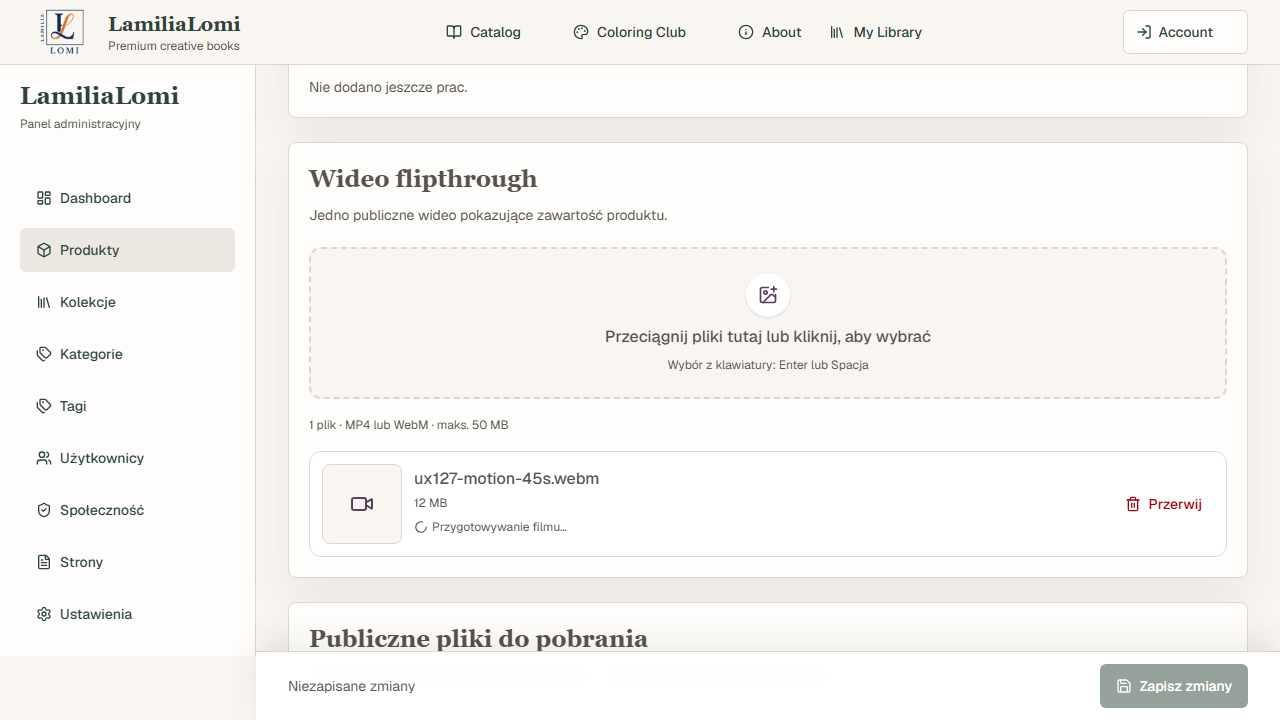 LAMILIA
L
LOMI
LamiliaLomi
Premium creative books
Catalog
Coloring Club
About
My Library
Account
LamiliaLomi
Panel administracyjny
Dashboard
Produkty
Kolekcje
Kategorie
Tagi
Użytkownicy
Społeczność
Strony
Ustawienia
Nie dodano jeszcze prac.
Wideo flipthrough
Jedno publiczne wideo pokazujące zawartość produktu.
Przeciągnij pliki tutaj lub kliknij, aby wybrać
Wybór z klawiatury: Enter lub Spacja
1 plik · MP4 lub WebM · maks. 50 MB
ux127-motion-45s.webm
12 MB
Przygotowywanie filmu…
Przerwij
Publiczne pliki do pobrania
Niezapisane zmiany
Zapisz zmiany